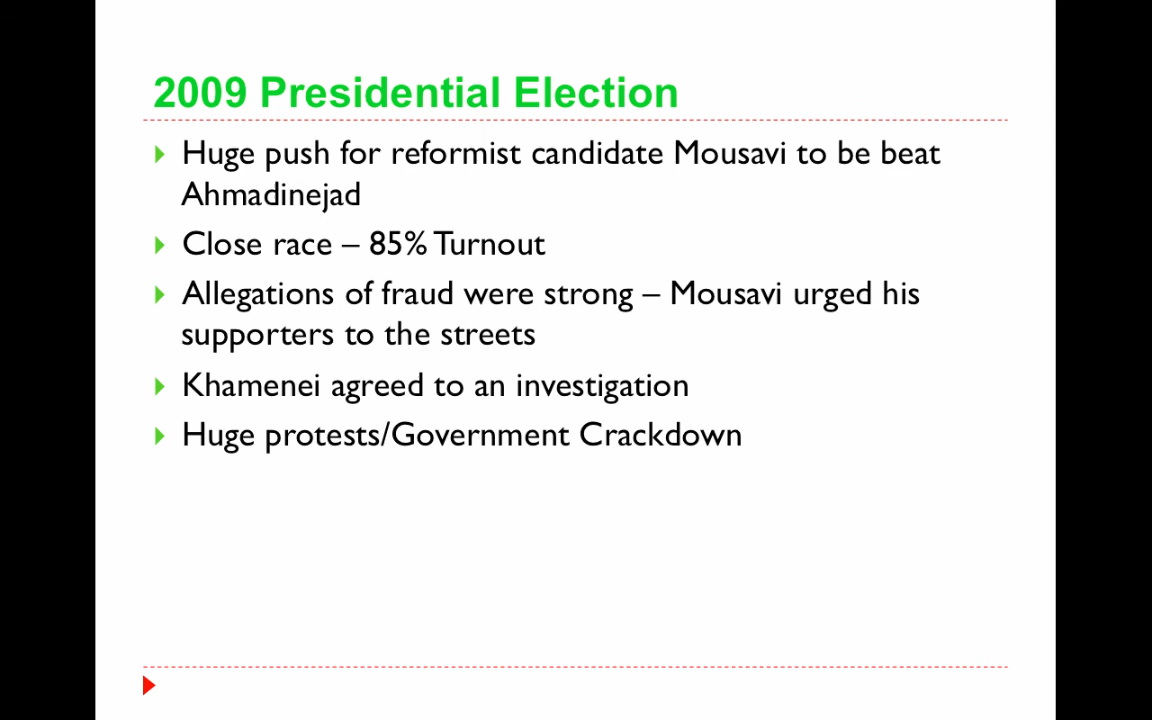 2009 Presidential Election
Huge push for reformist candidate Mousavi to be beat
Ahmadinejad
Close race – 85% Turnout
Allegations of fraud were strong – Mousavi urged his
supporters to the streets
Khamenei agreed to an investigation
Huge protests/Government Crackdown